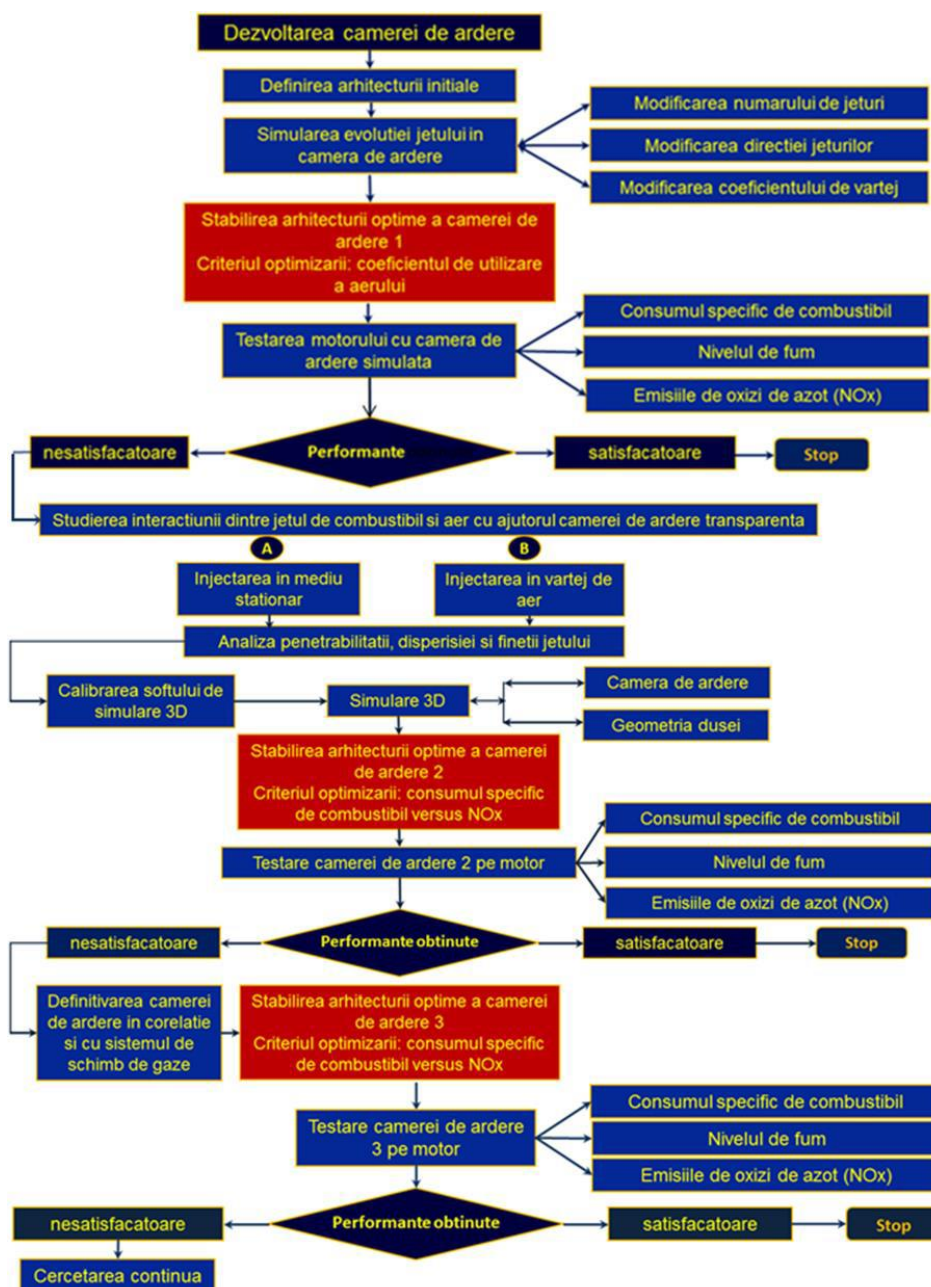 Dezvoltarea camerei de ardere
Definirea arhitecturii initiale
Simularea evolutiei jetului in
camera de ardere
Modificarea numarului de jeturi
Modificarea directiei jeturilor
Modificarea coeficientului de vartej
Stabilirea arhitecturii optime a camerei de
ardere 1
Criteriul optimizarii: coeficientul de utilizare
a aerului
Testarea motorului cu camera de
ardere simulata
Consumul specific de combustibil
Nivelul de fum
Emisiile de oxizi de azot (NOx)
nesatisfacatoare
Performante
satisfacatoare
Stop
Studierea interactiunii dintre jetul de combustibil si aer cu ajutorul camerei de ardere transparenta
A
B
Injectarea in mediu
stationar
Injectarea in vartej de
aer
Analiza penetrabilitatii, disperisiei si finetii jetului
Calibrarea softului de
simulare 3D
Simulare 3D
Camera de ardere
Geometria dusei
Stabilirea arhitecturii optime a camerei
de ardere 2
Criteriul optimizarii: consumul specific
de combustibil versus NOx
Testare camerei de ardere 2 pe motor
Consumul specific de combustibil
Nivelul de fum
Emisiile de oxizi de azot (NOx)
nesatisfacatoare
Performante obtinute
satisfacatoare
Stop
Definitivarea camerei
de ardere in corelatie
si cu sistemul de
schimb de gaze
Stabilirea arhitecturii optime a camerei
de ardere 3
Criteriul optimizarii: consumul specific
de combustibil versus NOx
Testare camerei de ardere
3 pe motor
Consumul specific de combustibil
Nivelul de fum
Emisiile de oxizi de azot (NOx)
nesatisfacatoare
Performante obtinute
satisfacatoare
Stop
Cercetarea continua